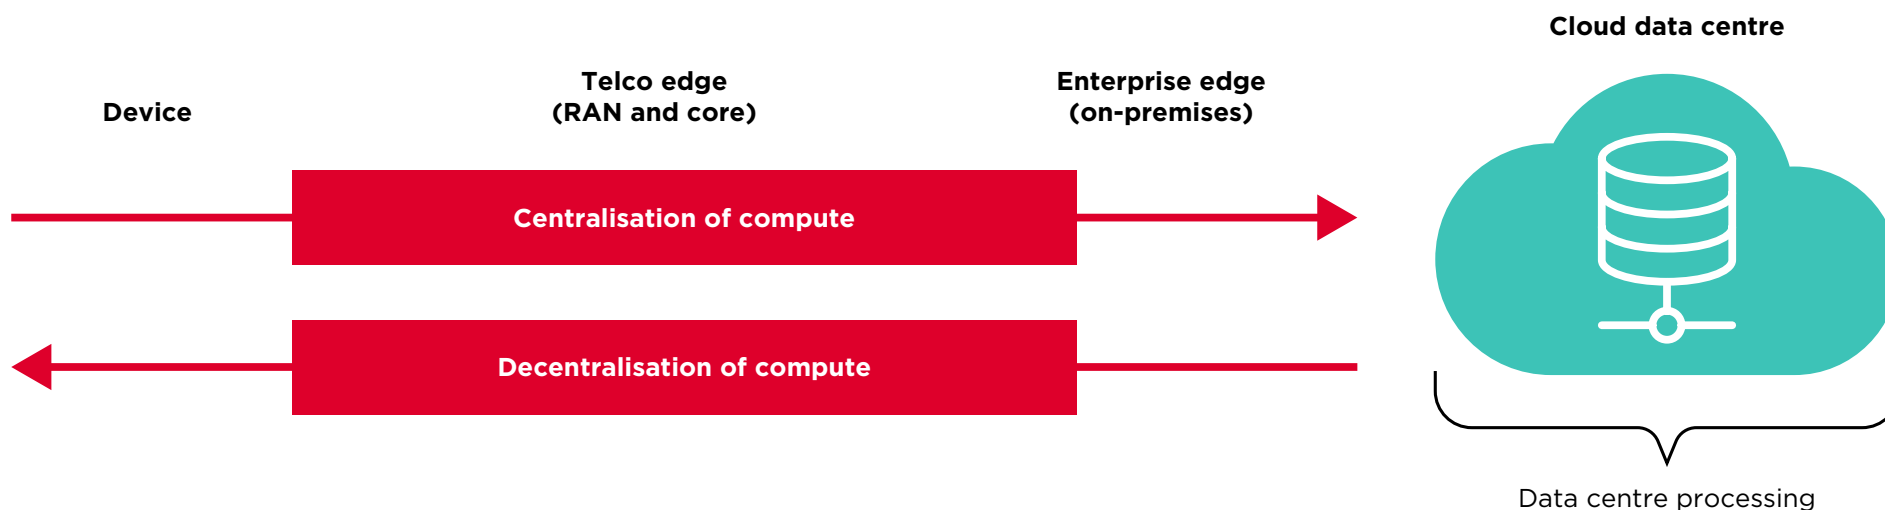 Cloud data centre
Device
Telco edge
(RAN and core)
Enterprise edge
(on-premises)
Centralisation of compute
Decentralisation of compute
Data centre processing